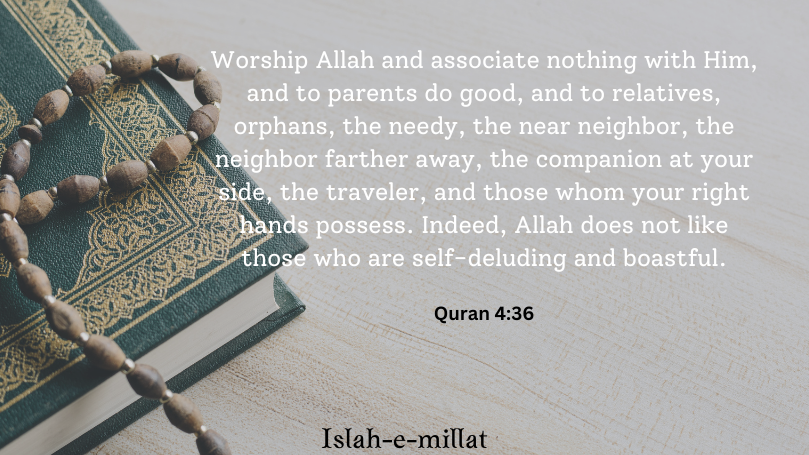 Worship Allah and associate nothing with Him,
and to parents do good, and to relatives,
orphans, the needy, the near neighbor, the
neighbor farther away, the companion at your
side, the traveler, and those whom your right
hands possess. Indeed, Allah does not like
those who are self-deluding and boastful.
Quran 4:36
Islah-e-millat